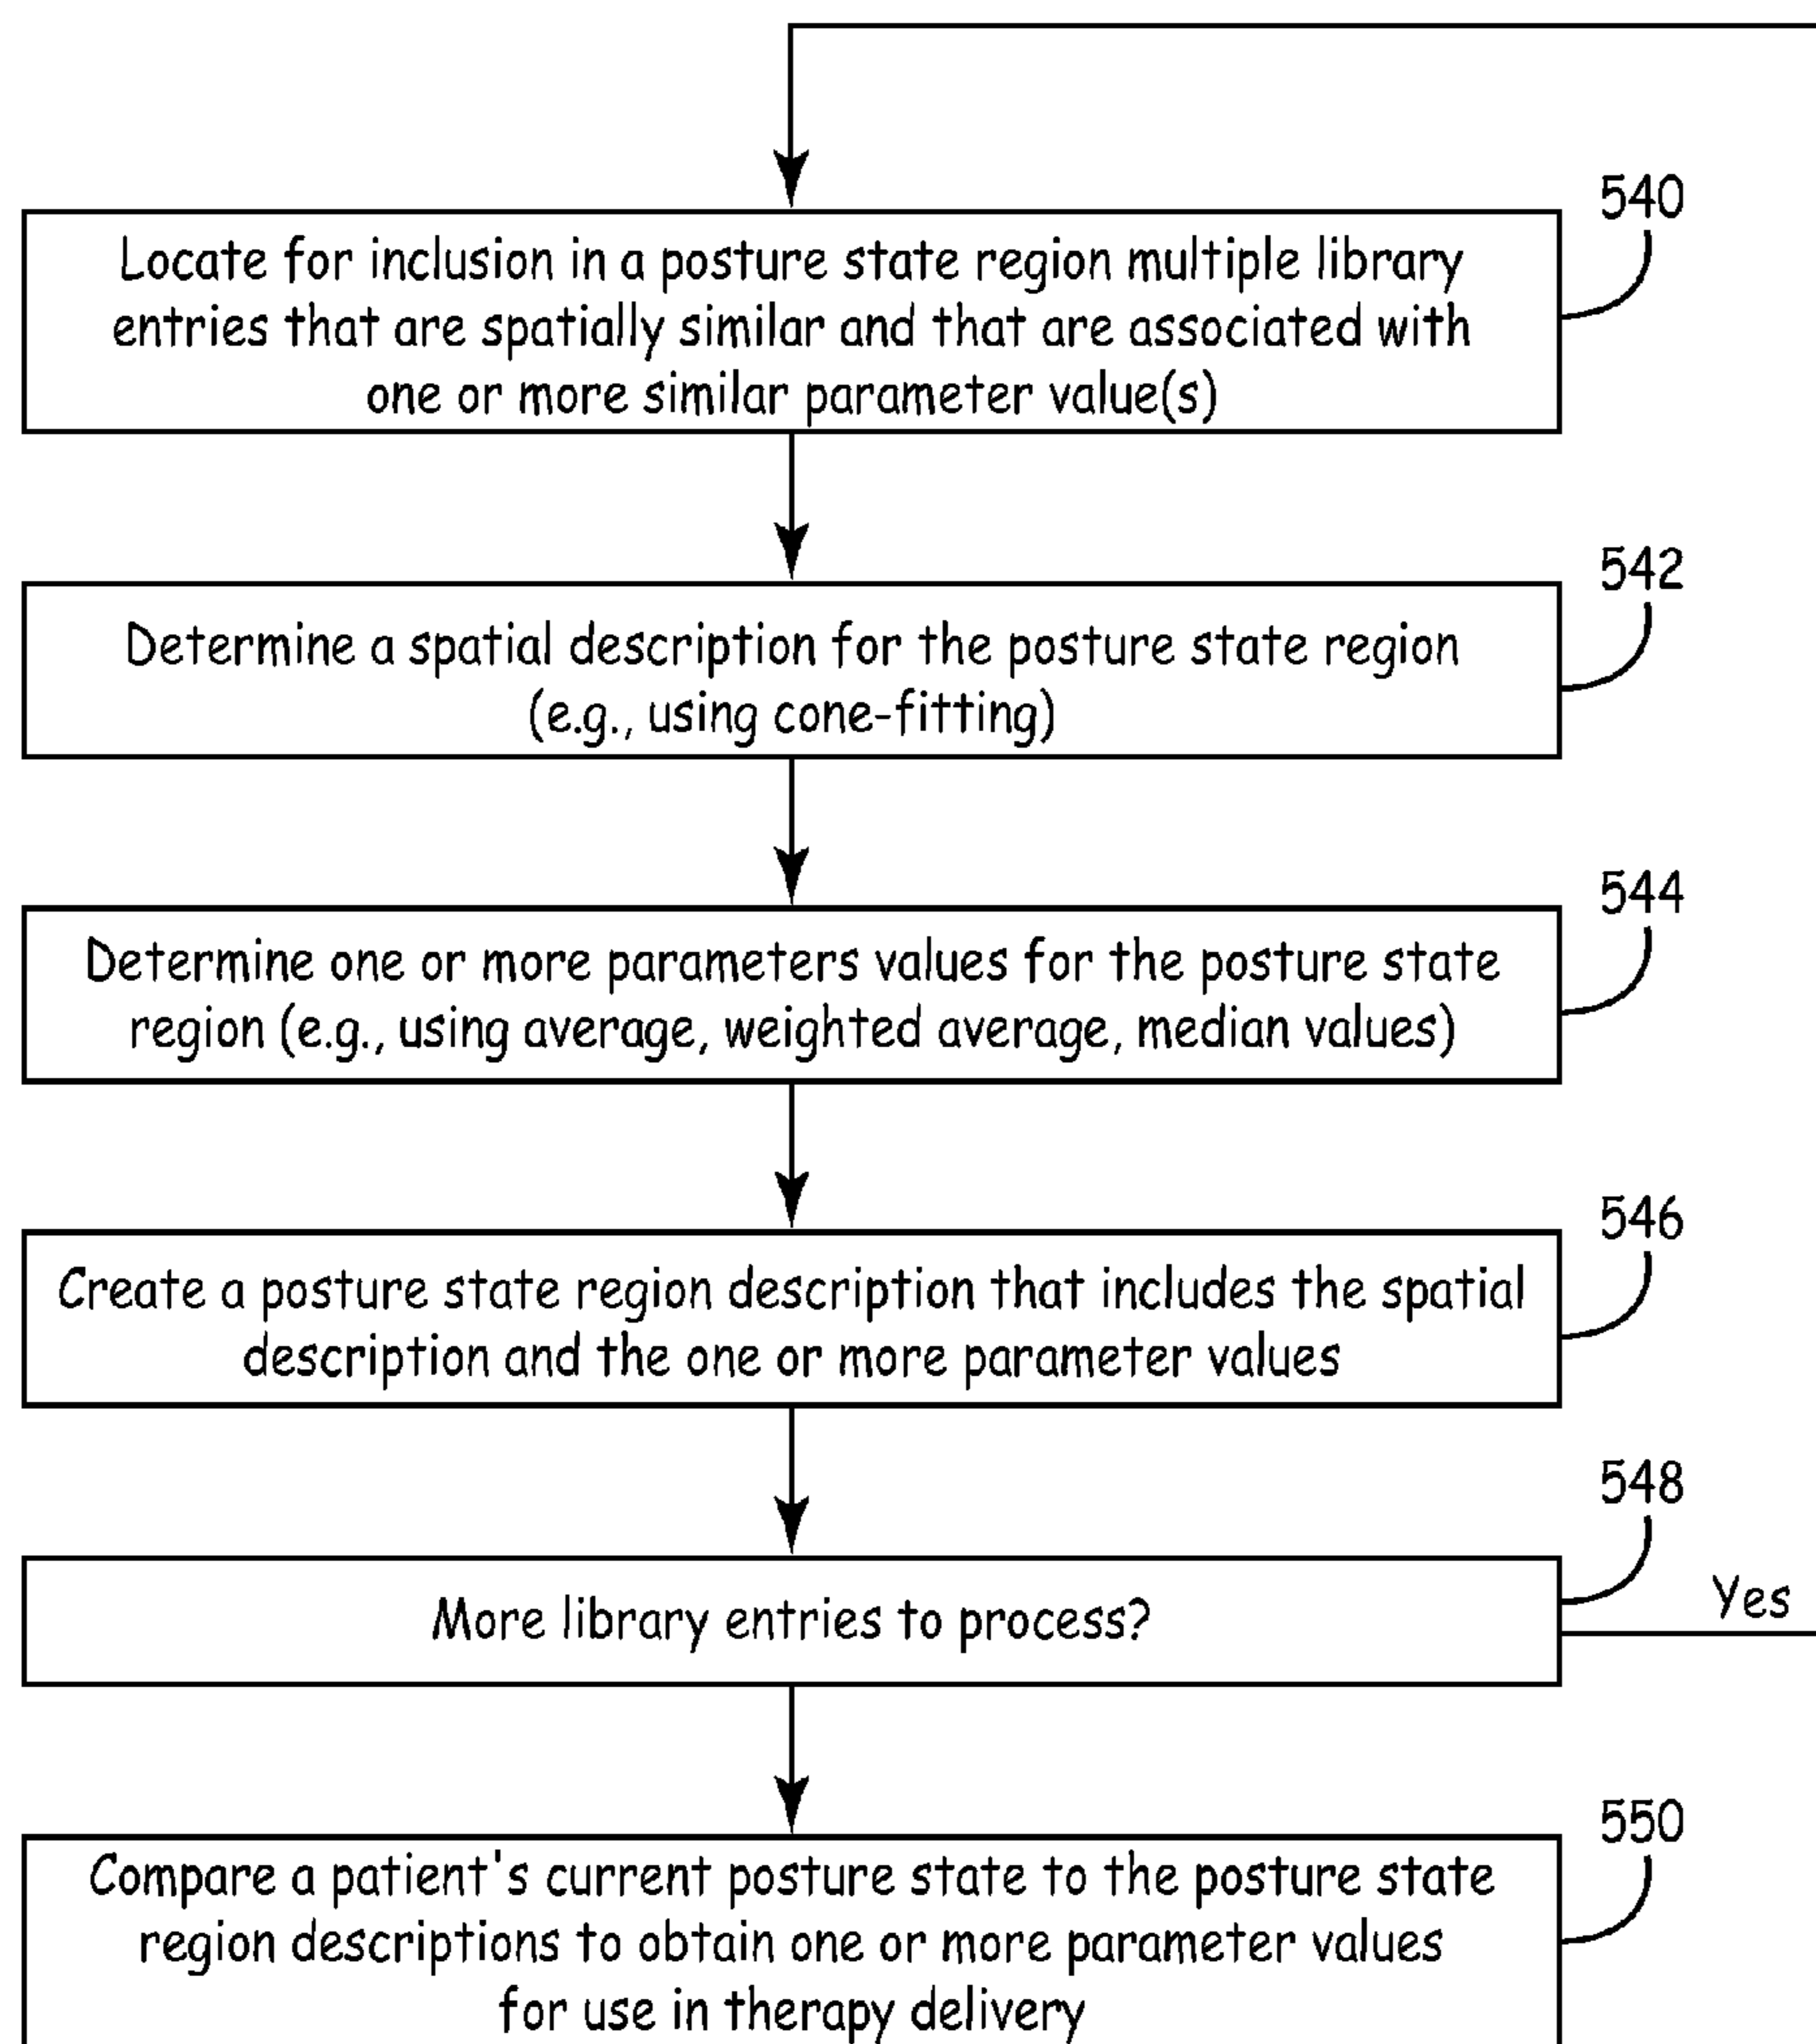 540
Locate for inclusion in a posture state region multiple library
entries that are spatially similar and that are associated with
one or more similar parameter value(s)
542
Determine a spatial description for the posture state region
(e.g., using cone-fitting)
544
Determine one or more parameters values for the posture state
region (e.g., using average, weighted average, median values)
546
Create a posture state region description that includes the spatial
description and the one or more parameter values
548
More library entries to process?
Yes
550
Compare a patient's current posture state to the posture state
region descriptions to obtain one or more parameter values
for use in therapy delivery